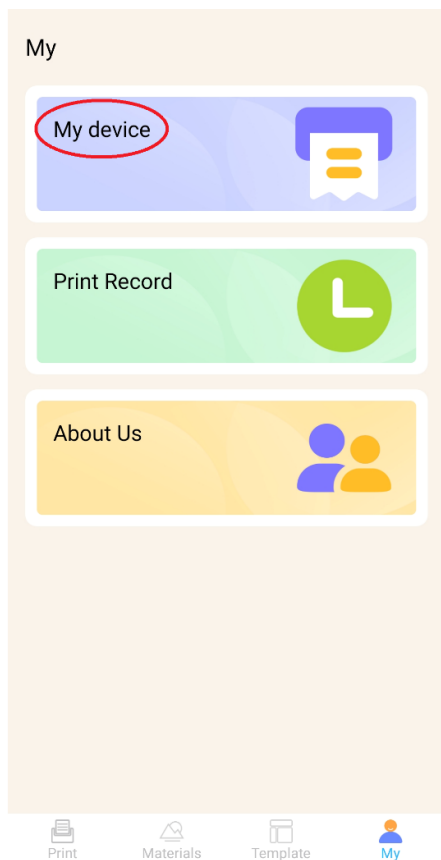 My
My device
Print Record
About Us
Print
Materials
Template
My